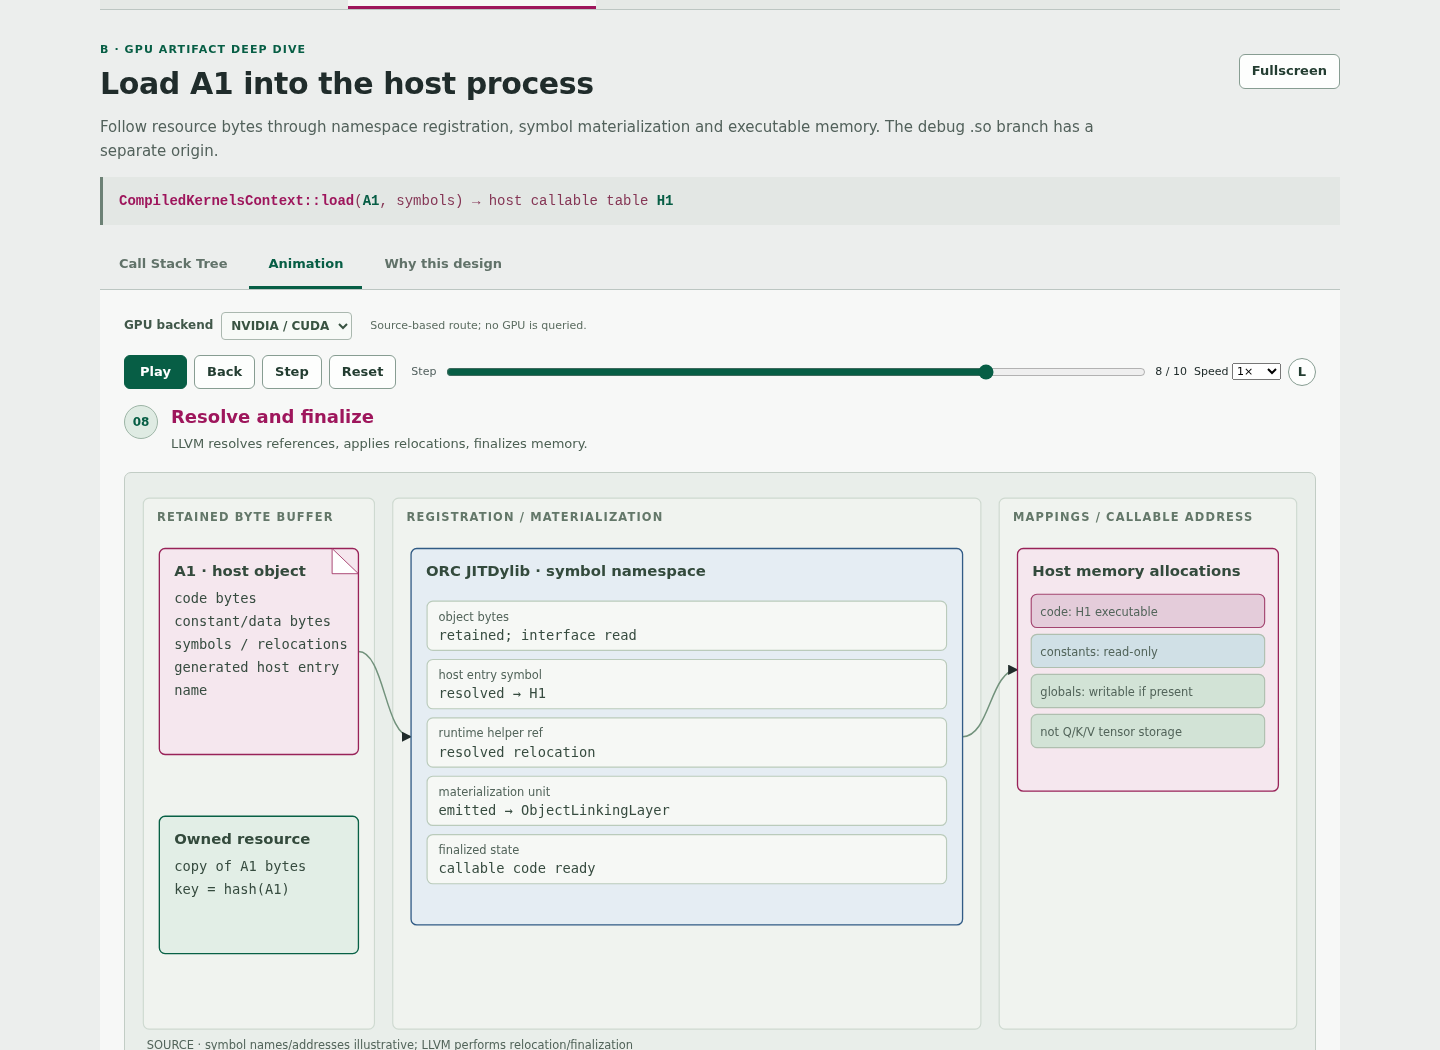 B · GPU ARTIFACT DEEP DIVE
Load A1 into the host process
Fullscreen
Follow resource bytes through namespace registration, symbol materialization and executable memory. The debug .so branch has a
separate origin.
CompiledKernelsContext::load(A1, symbols) → host callable table H1
Call Stack Tree
Animation
Why this design
GPU backend
NVIDIA / CUDA
Source-based route; no GPU is queried.
Play
Back
Step
Reset
Step
8 / 10
Speed
1×
L
08
Resolve and finalize
LLVM resolves references, applies relocations, finalizes memory.
RETAINED BYTE BUFFER
A1 · host object
code bytes
constant/data bytes
symbols / relocations
generated host entry
name
Owned resource
copy of A1 bytes
key = hash(A1)
REGISTRATION / MATERIALIZATION
ORC JITDylib · symbol namespace
object bytes
retained; interface read
host entry symbol
resolved → H1
runtime helper ref
resolved relocation
materialization unit
emitted → ObjectLinkingLayer
finalized state
callable code ready
MAPPINGS / CALLABLE ADDRESS
Host memory allocations
code: H1 executable
constants: read-only
globals: writable if present
not Q/K/V tensor storage
SOURCE · symbol names/addresses illustrative; LLVM performs relocation/finalization